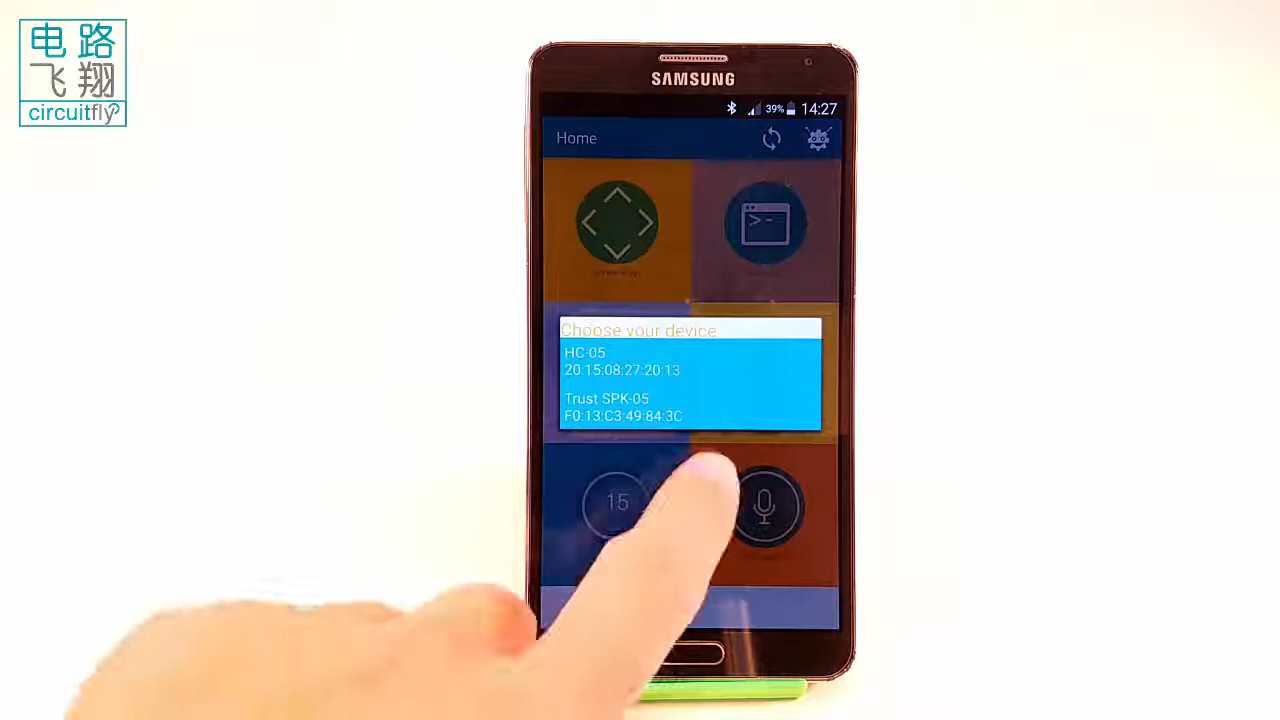 电路
飞翔
circuitfly
SAMSUNG
39% 14:27
Home
Choose your device
HC-05
20:15:08:27:20:13
Trust SPK-05
F0:13:C3:49:84:3C
15